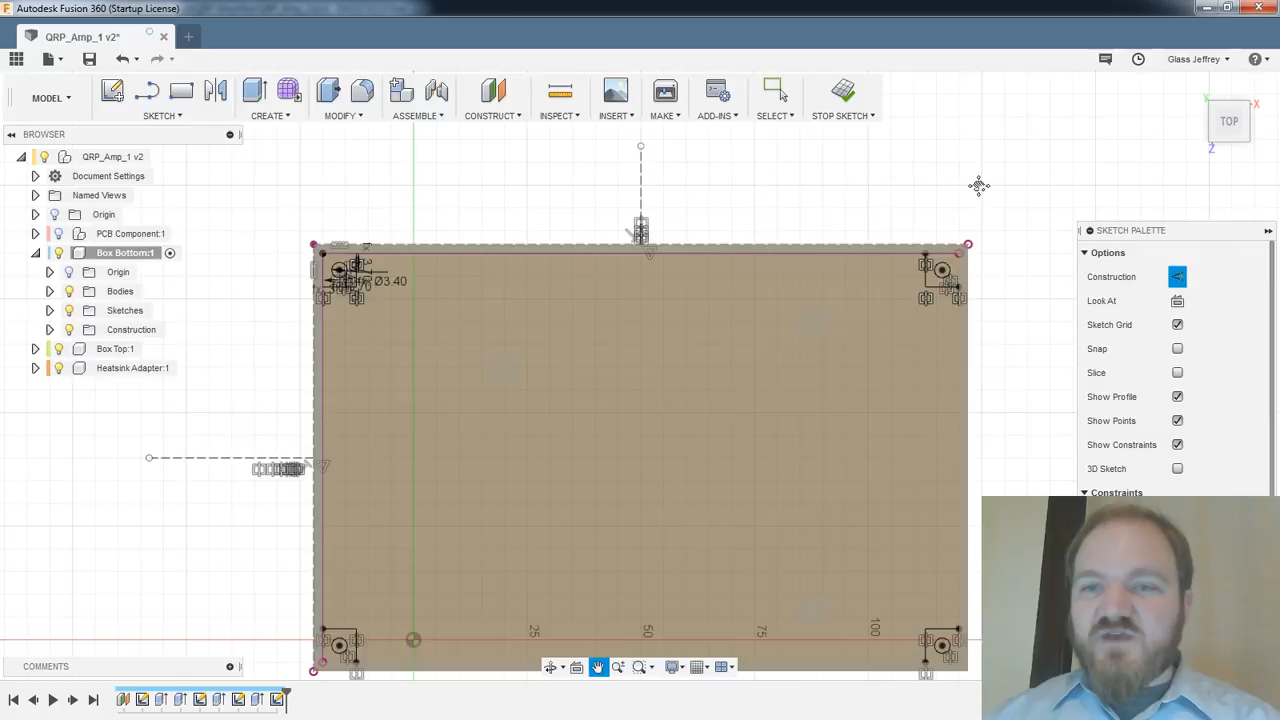 Autodesk Fusion 360 (Startup License)
QRP_Amp_1 v2*
Glass Jeffrey
MODEL
SKETCH
CREATE
MODIFY
ASSEMBLE
CONSTRUCT
INSPECT
INSERT
MAKE
ADD-INS
SELECT
STOP SKETCH
BROWSER
QRP_Amp_1 v2
Document Settings
Named Views
Origin
PCB Component:1
Box Bottom:1
Origin
Bodies
Sketches
Construction
Box Top:1
Heatsink Adapter:1
TOP
X
Y
Z
Ø3.40
25
50
75
100
SKETCH PALETTE
Options
Construction
Look At
Sketch Grid
Snap
Slice
Show Profile
Show Points
Show Constraints
3D Sketch
Constraints
COMMENTS